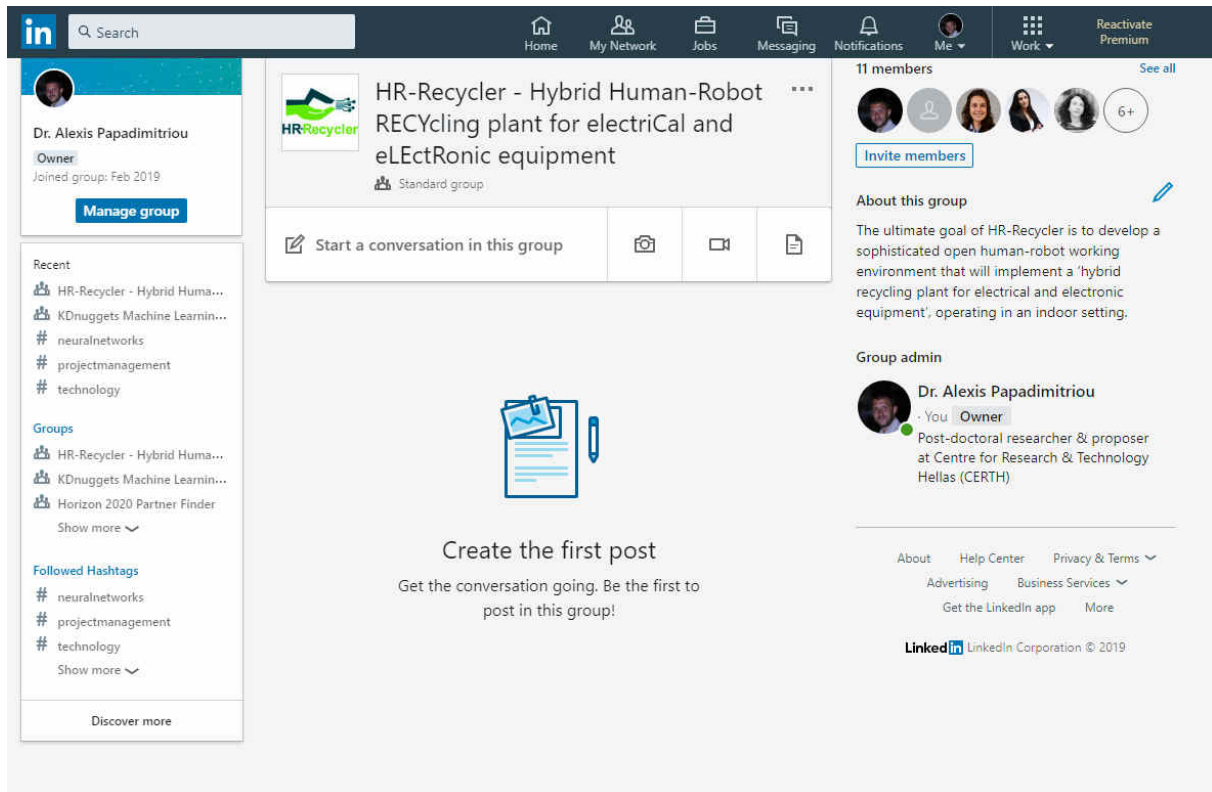 in
Search
Home
My Network
Jobs
Messaging
Notifications
Me
Work
Reactivate
Premium
Dr. Alexis Papadimitriou
Owner
Joined group: Feb 2019
Manage group
Recent
HR-Recycler - Hybrid Huma...
KDnuggets Machine Learnin...
# neuralnetworks
# projectmanagement
# technology
Groups
HR-Recycler - Hybrid Huma...
KDnuggets Machine Learnin...
Horizon 2020 Partner Finder
Show more
Followed Hashtags
# neuralnetworks
# projectmanagement
# technology
Show more
Discover more
HR-Recycler
HR-Recycler - Hybrid Human-Robot
RECYcling plant for electriCal and
eLEctRonic equipment
Standard group
Start a conversation in this group
Create the first post
Get the conversation going. Be the first to
post in this group!
11 members
See all
6+
Invite members
About this group
The ultimate goal of HR-Recycler is to develop a
sophisticated open human-robot working
environment that will implement a ‘hybrid
recycling plant for electrical and electronic
equipment’, operating in an indoor setting.
Group admin
Dr. Alexis Papadimitriou
· You Owner
Post-doctoral researcher & proposer
at Centre for Research & Technology
Hellas (CERTH)
About Help Center Privacy & Terms
Advertising Business Services
Get the LinkedIn app More
Linked in LinkedIn Corporation © 2019